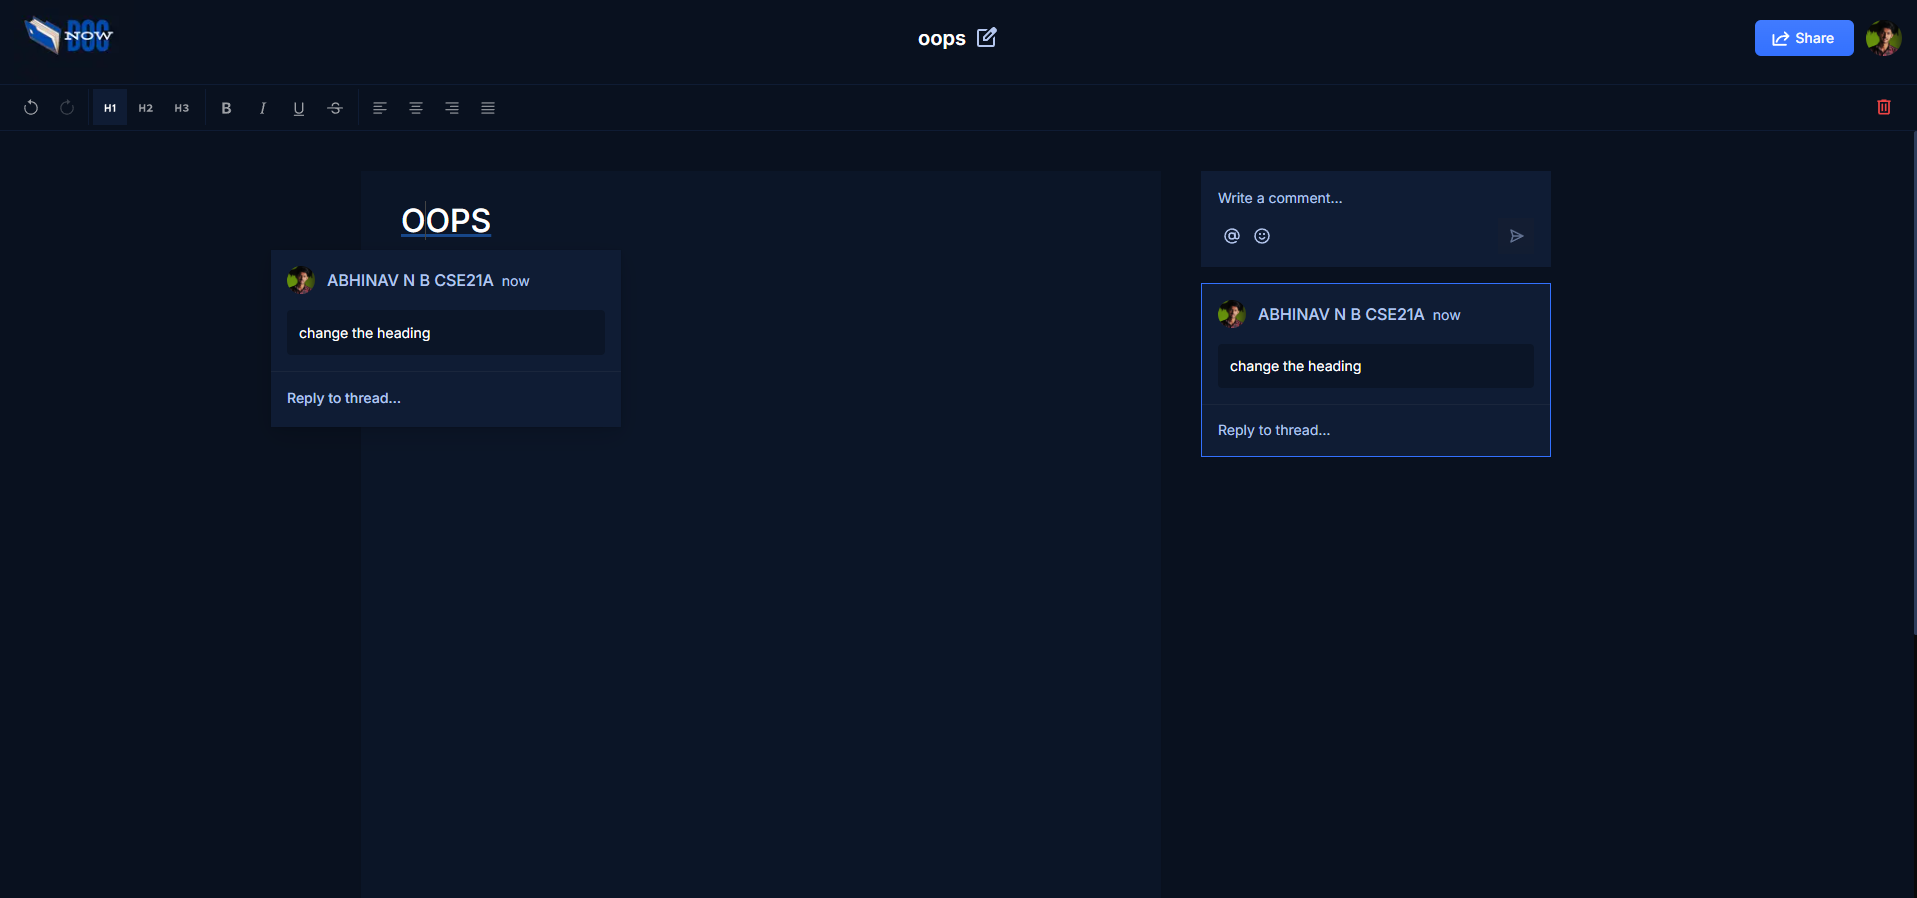 DOC
NOW
oops
Share
H1 H2 H3 B I U S
OOPS
ABHINAV N B CSE21A now
change the heading
Reply to thread...
Write a comment...
@
ABHINAV N B CSE21A now
change the heading
Reply to thread...